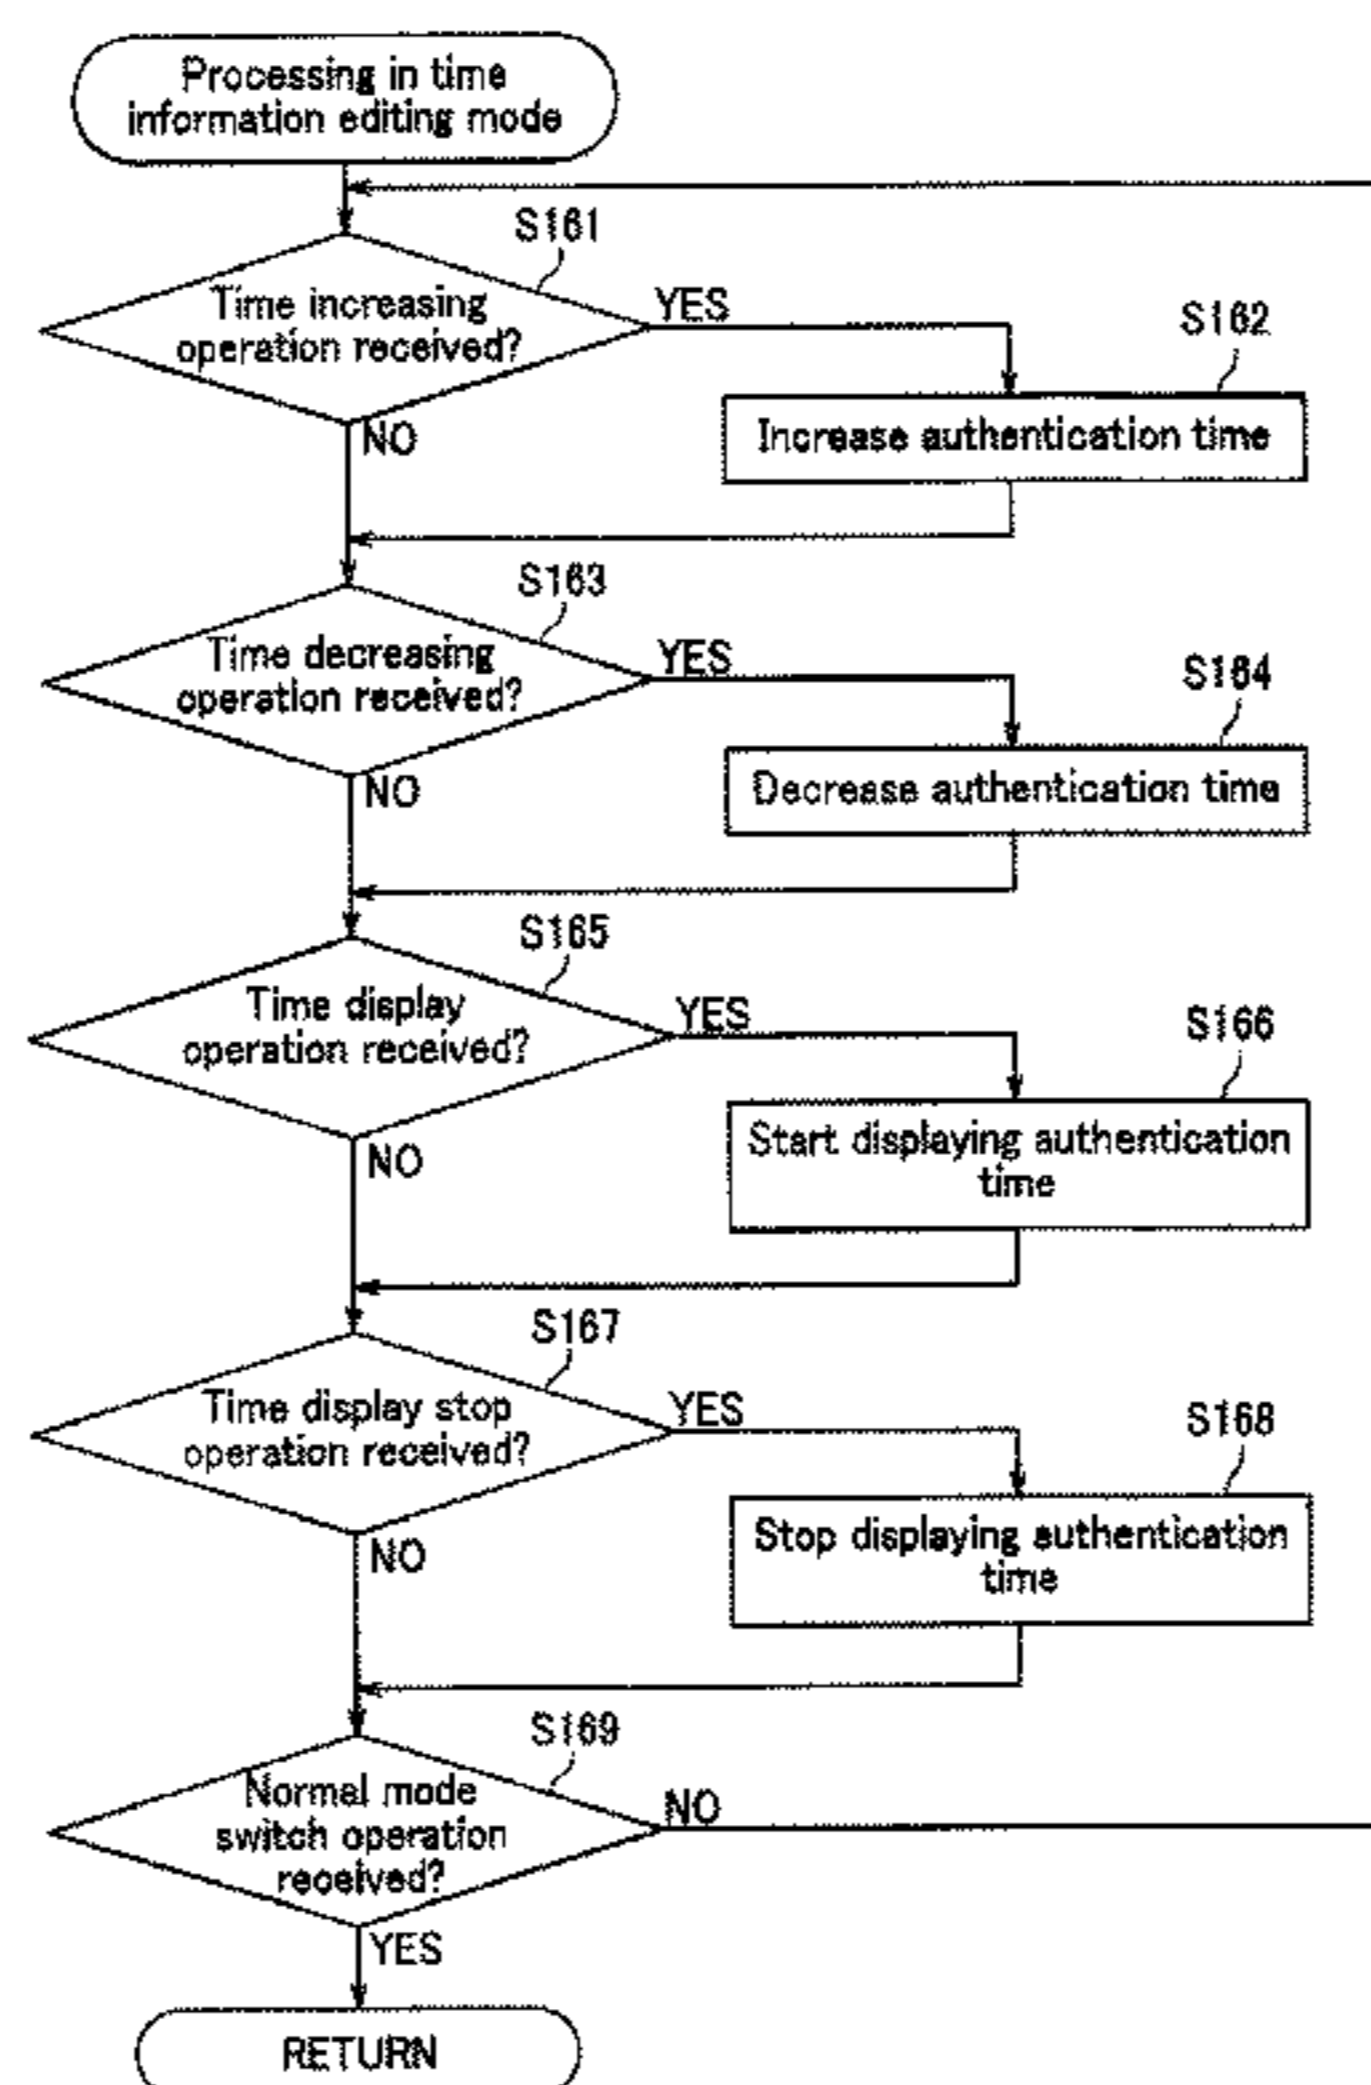 Processing in time
information editing mode
S161
Time increasing
operation received?
YES
S162
Increase authentication time
NO
S163
Time decreasing
operation received?
YES
S164
Decrease authentication time
NO
S165
Time display
operation received?
YES
S166
Start displaying authentication
time
NO
S167
Time display stop
operation received?
YES
S168
Stop displaying authentication
time
NO
S169
Normal mode
switch operation
received?
NO
YES
RETURN